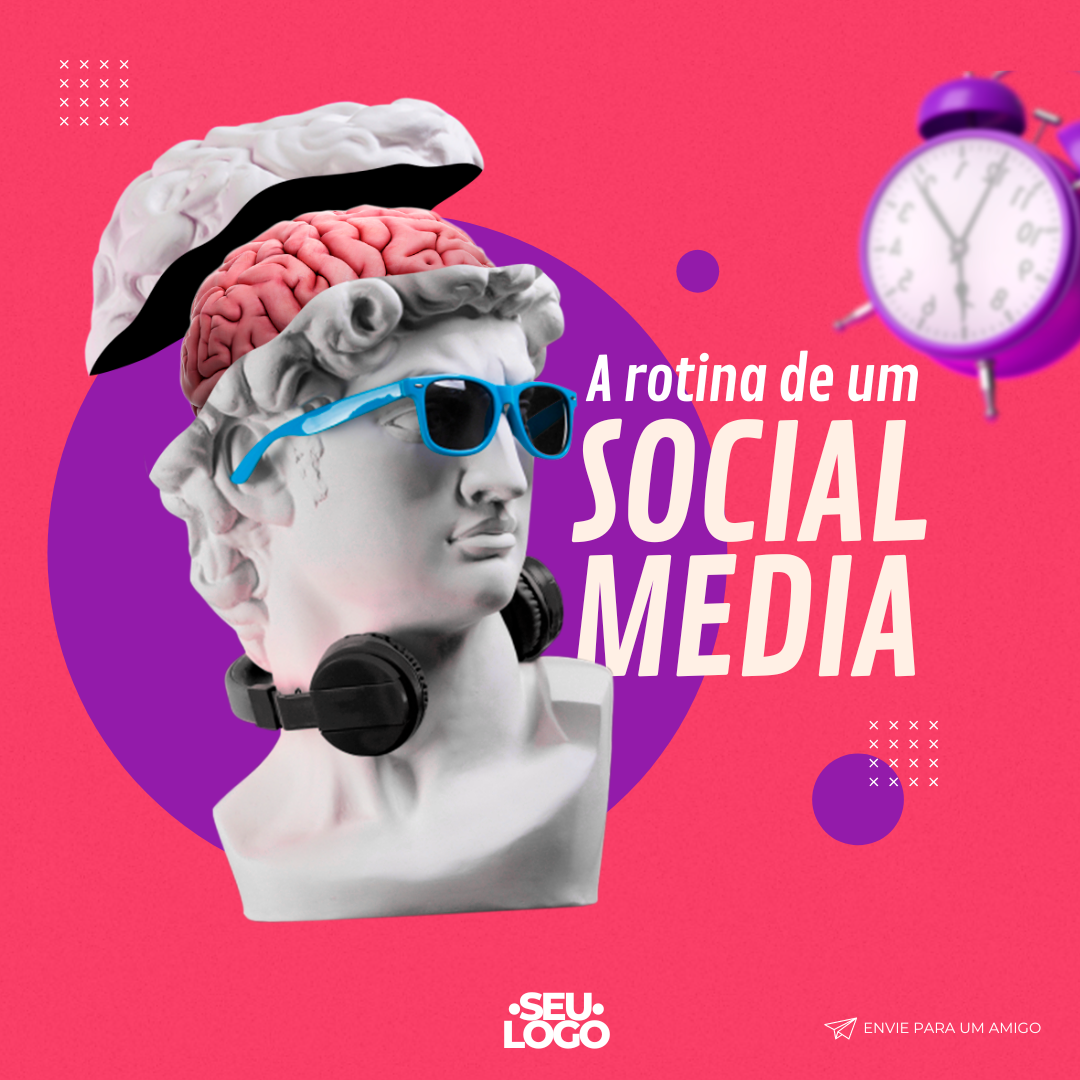 A rotina de um
SOCIAL
MEDIA
•SEU•
LOGO
ENVIE PARA UM AMIGO